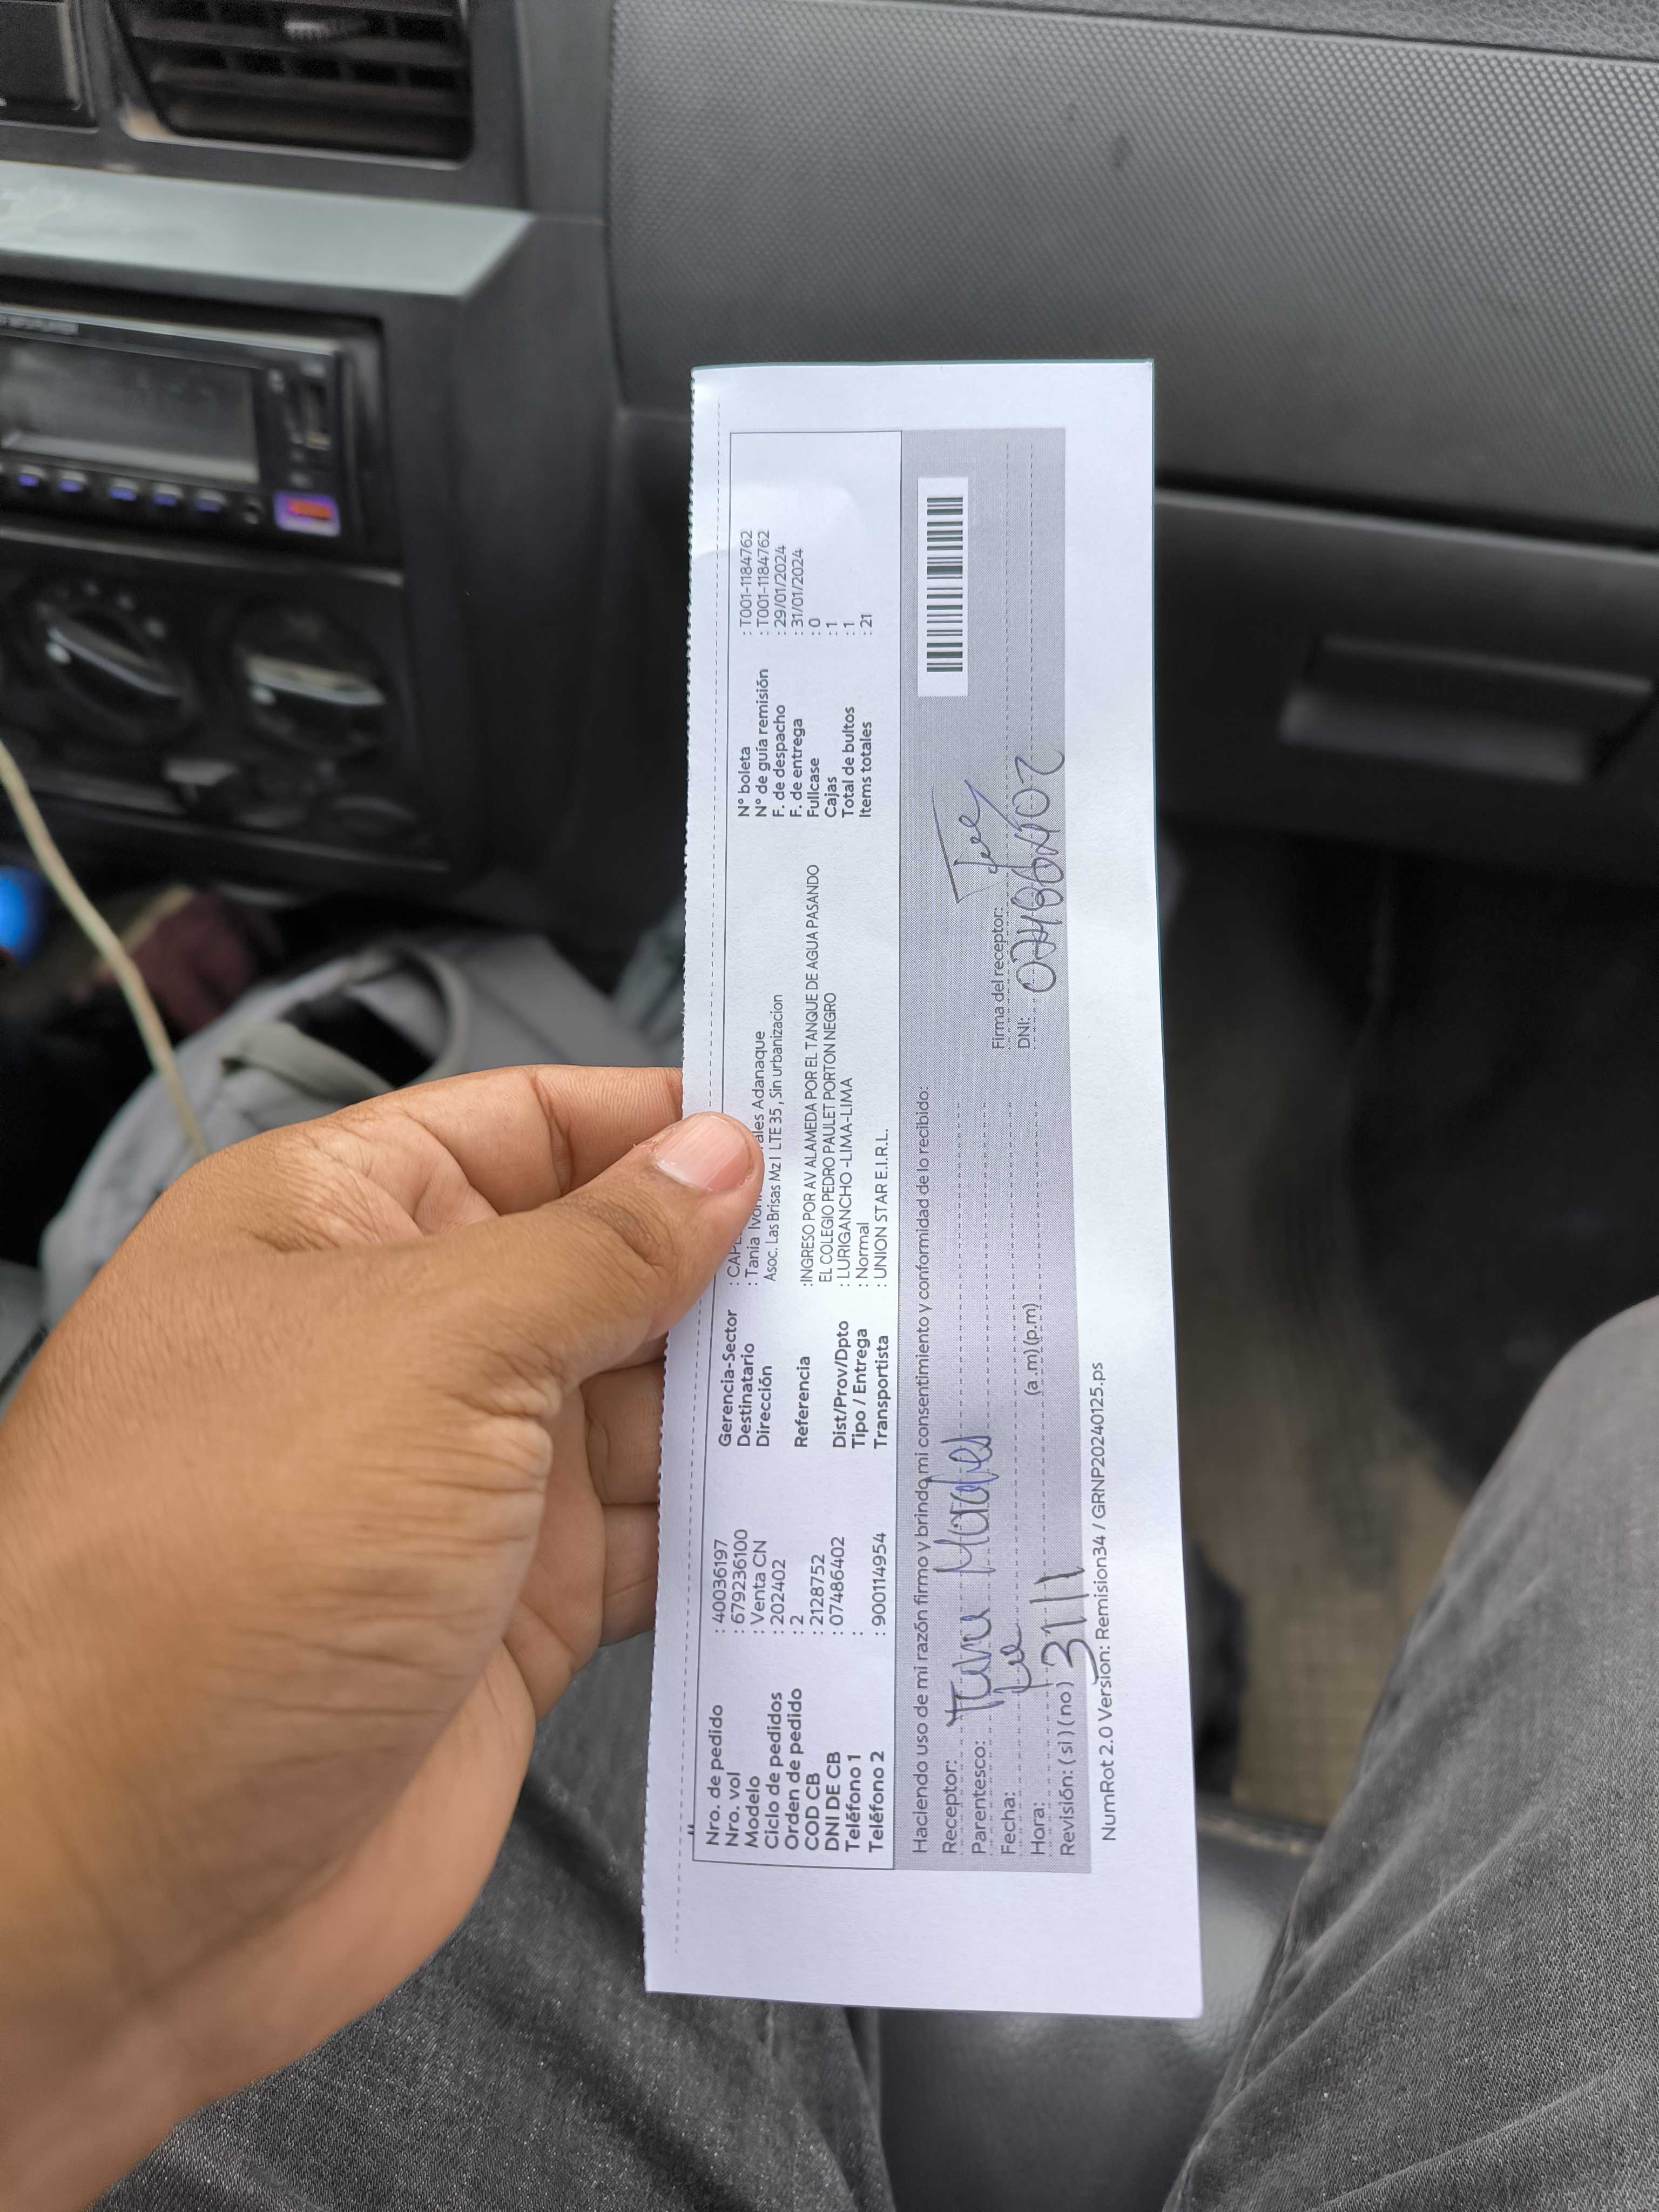 Nro. de pedido : 40036197
Nro. vol : 679236100
Modelo : Venta CN
Ciclo de pedidos : 202402
Orden de pedido : 2
COD CB : 2128752
DNI DE CB : 07486402
Teléfono 1 :
Teléfono 2 : 900114954
Gerencia-Sector :
Destinatario : Tania ales Adanaque
Dirección Asoc. Las Brisas Mz I LTE 35 , Sin urbanizacion
Referencia :INGRESO POR AV ALAMEDA POR EL TANQUE DE AGUA PASANDO
EL COLEGIO PEDRO PAULET PORTON NEGRO
Dist/Prov/Dpto : LURIGANCHO -LIMA-LIMA
Tipo / Entrega : Normal
Transportista : UNION STAR E.I.R.L.
N° boleta : T001-1184762
N° de guía remisión : T001-1184762
F. de despacho : 29/01/2024
F. de entrega : 31/01/2024
Fullcase : 0
Cajas : 1
Total de bultos : 1
Items totales : 21
Haciendo uso de mi razón firmo y brindo mi consentimiento y conformidad de lo recibido:
Receptor: Tania Morales
Parentesco:
Fecha:
Hora: (a.m) (p.m)
Revisión: ( si ) ( no ) 31 1
Firma del receptor:
DNI: 07486402
NumRot 2.0 Version: Remision34 / GRNP20240125.ps